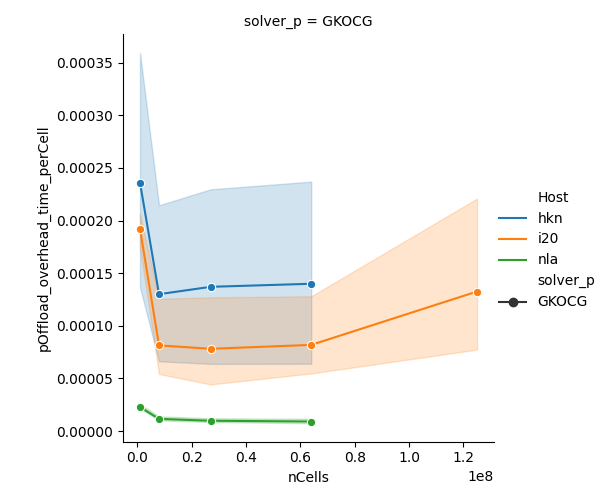 solver_p = GKOCG
pOffload_overhead_time_perCell
0.00035
0.00030
0.00025
0.00020
0.00015
0.00010
0.00005
0.00000
0.0 0.2 0.4 0.6 0.8 1.0 1.2
1e8
nCells
Host
hkn
i20
nla
solver_p
GKOCG